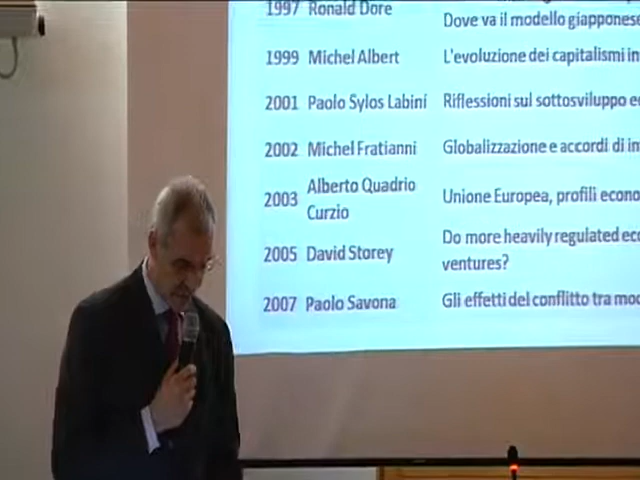 1997 Ronald Dore
Dove va il modello giapponese
1999 Michel Albert L'evoluzione dei capitalismi in
2001 Paolo Sylos Labini Riflessioni sul sottosviluppo e
2002 Michel Fratianni Globalizzazione e accordi di in
2003 Alberto Quadrio Curzio Unione Europea, profili econo
2005 David Storey Do more heavily regulated eco
ventures?
2007 Paolo Savona Gli effetti del conflitto tra mod